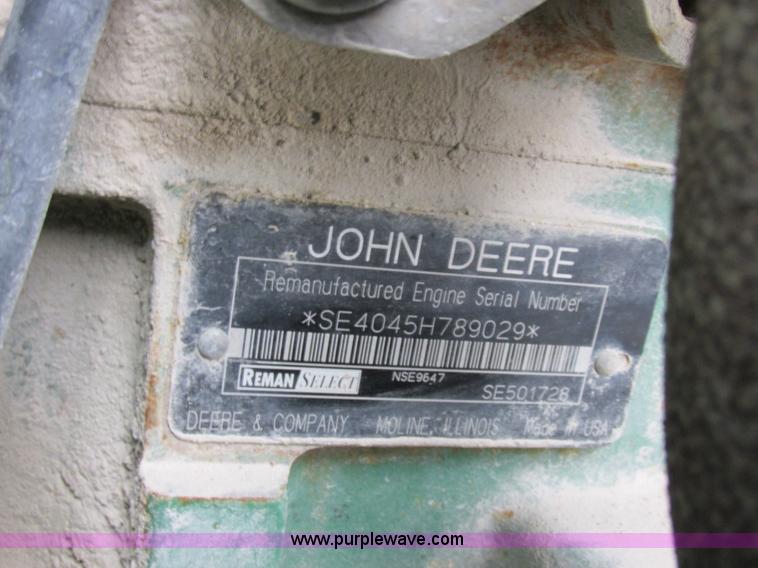 JOHN DEERE
Remanufactured Engine Serial Number
*SE4045H789029*
REMAN SELECT NSE9647 SE501728
DEERE & COMPANY MOLINE, ILLINOIS Made in USA
www.purplewave.com